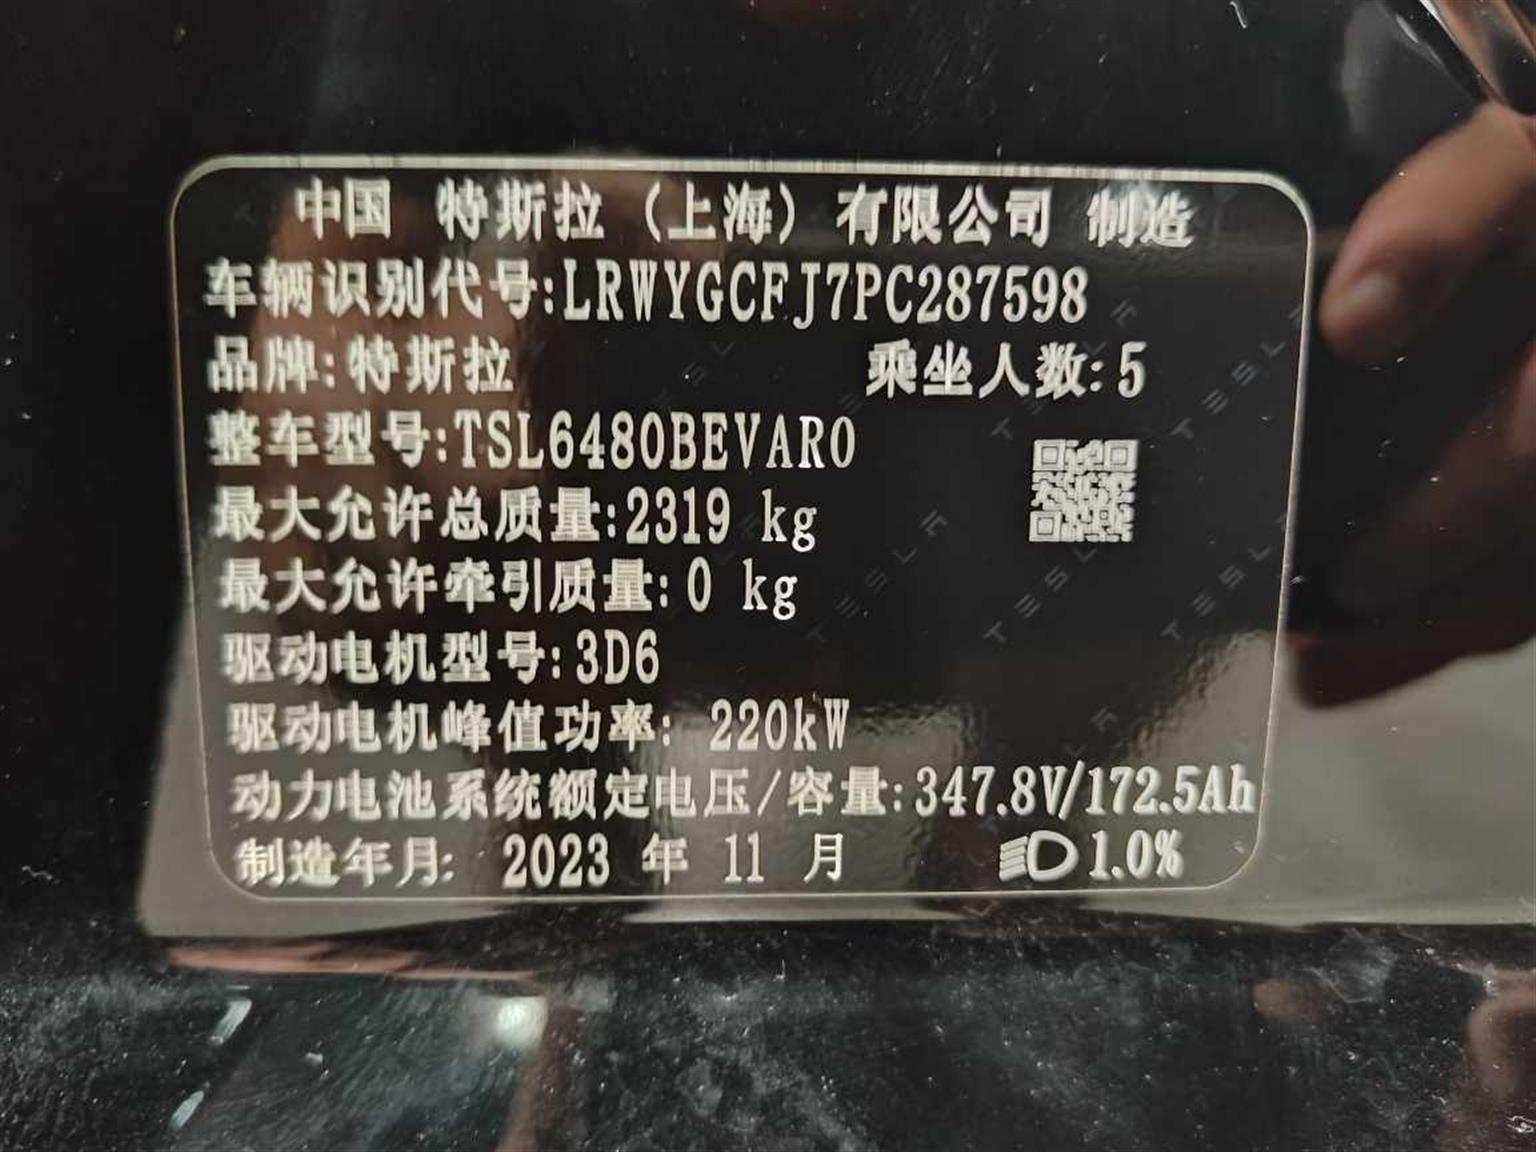 中国 特斯拉(上海)有限公司 制造
车辆识别代号:LRWYGCFJ7PC287598
品牌:特斯拉 乘坐人数:5
整车型号:TSL6480BEVAR0
最大允许总质量:2319 kg
最大允许牵引质量:0 kg
驱动电机型号:3D6
驱动电机峰值功率: 220kW
动力电池系统额定电压/容量:347.8V/172.5Ah
制造年月: 2023 年 11 月 1.0%
TESLA
TESLA
TESLA
TESLA